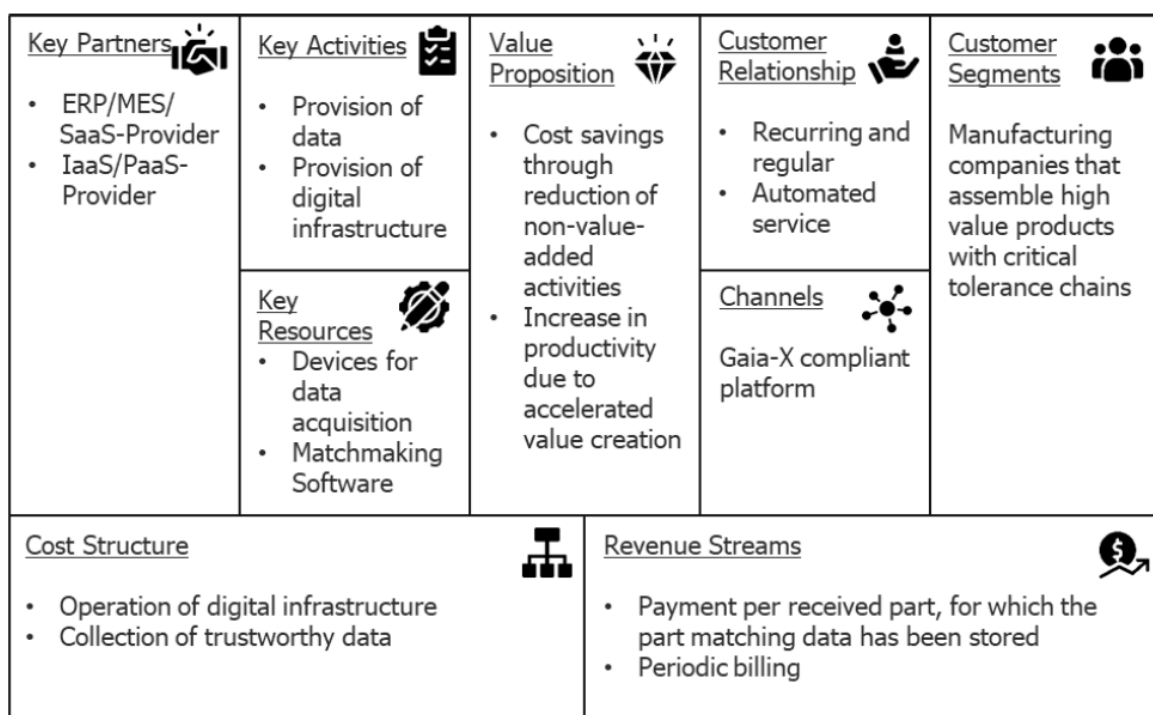 Key Partners
• ERP/MES/
SaaS-Provider
• IaaS/PaaS-
Provider
Key Activities
• Provision of
data
• Provision of
digital
infrastructure
Key
Resources
• Devices for
data
acquisition
• Matchmaking
Software
Value
Proposition
• Cost savings
through
reduction of
non-value-
added
activities
• Increase in
productivity
due to
accelerated
value creation
Customer
Relationship
• Recurring and
regular
• Automated
service
Channels
Gaia-X compliant
platform
Customer
Segments
Manufacturing
companies that
assemble high
value products
with critical
tolerance chains
Cost Structure
• Operation of digital infrastructure
• Collection of trustworthy data
Revenue Streams
$
• Payment per received part, for which the
part matching data has been stored
• Periodic billing